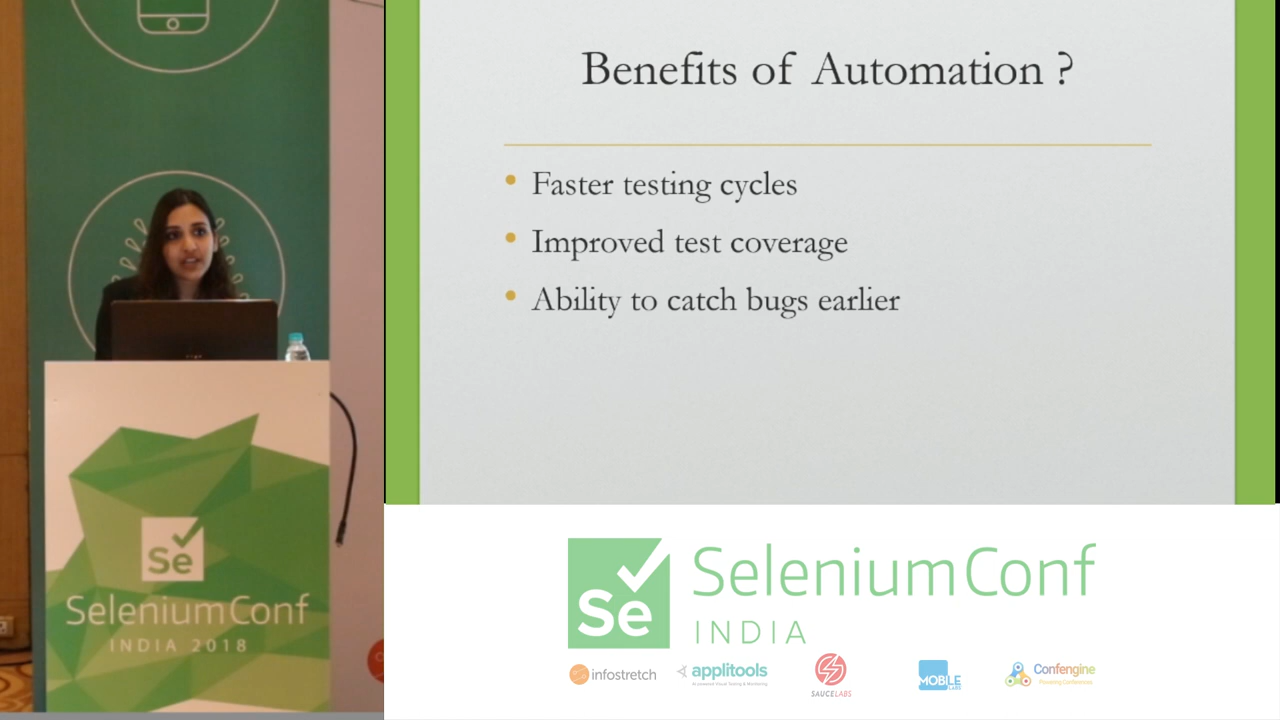 Benefits of Automation ?
• Faster testing cycles
• Improved test coverage
• Ability to catch bugs earlier
Se
SeleniumConf
INDIA 2018
Se
SeleniumConf
INDIA
infostretch
applitools
SAUCELABS
MOBILE
LABS
Confengine